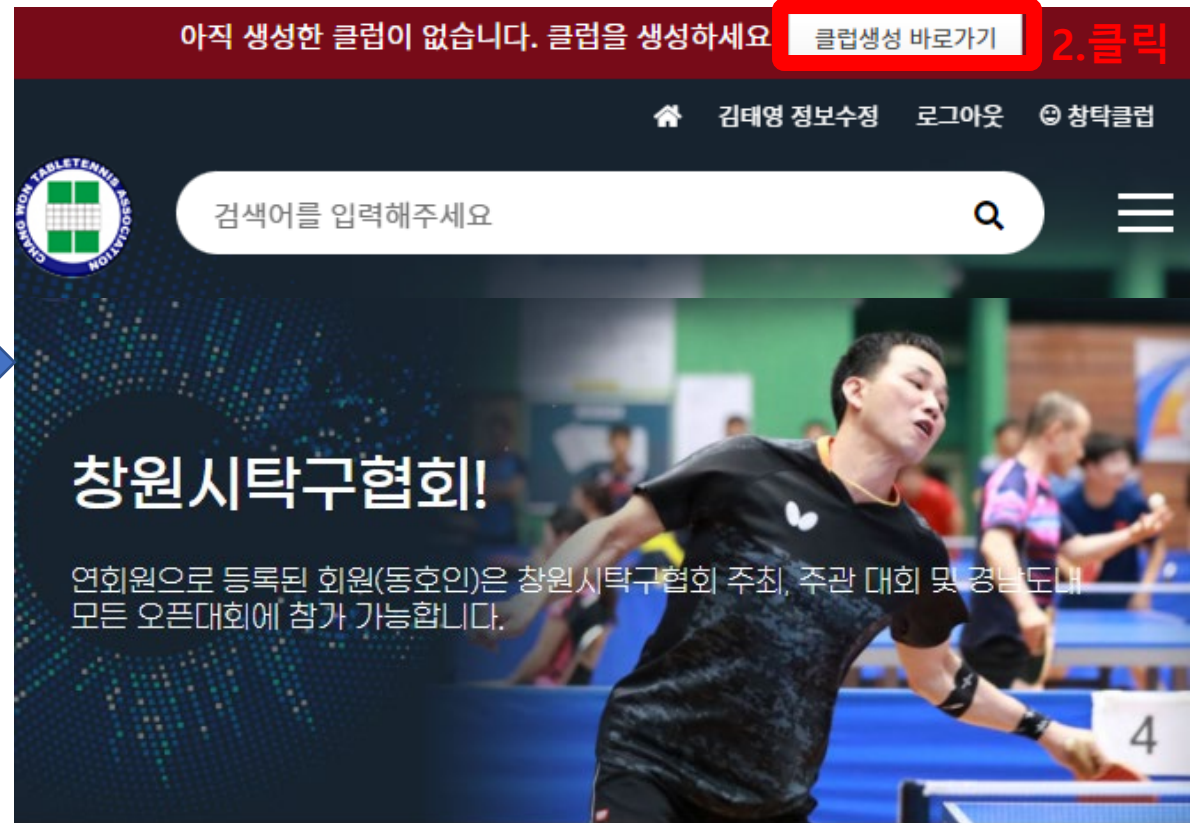 아직 생성한 클럽이 없습니다. 클럽을 생성하세요 클럽생성 바로가기 2.클릭
김태영 정보수정 로그아웃 창탁클럽
CHANG WON TABLETENNIS ASSOCIATION
검색어를 입력해주세요
창원시탁구협회!
연회원으로 등록된 회원(동호인)은 창원시탁구협회 주최, 주관 대회 및 경남도내
모든 오픈대회에 참가 가능합니다.
4